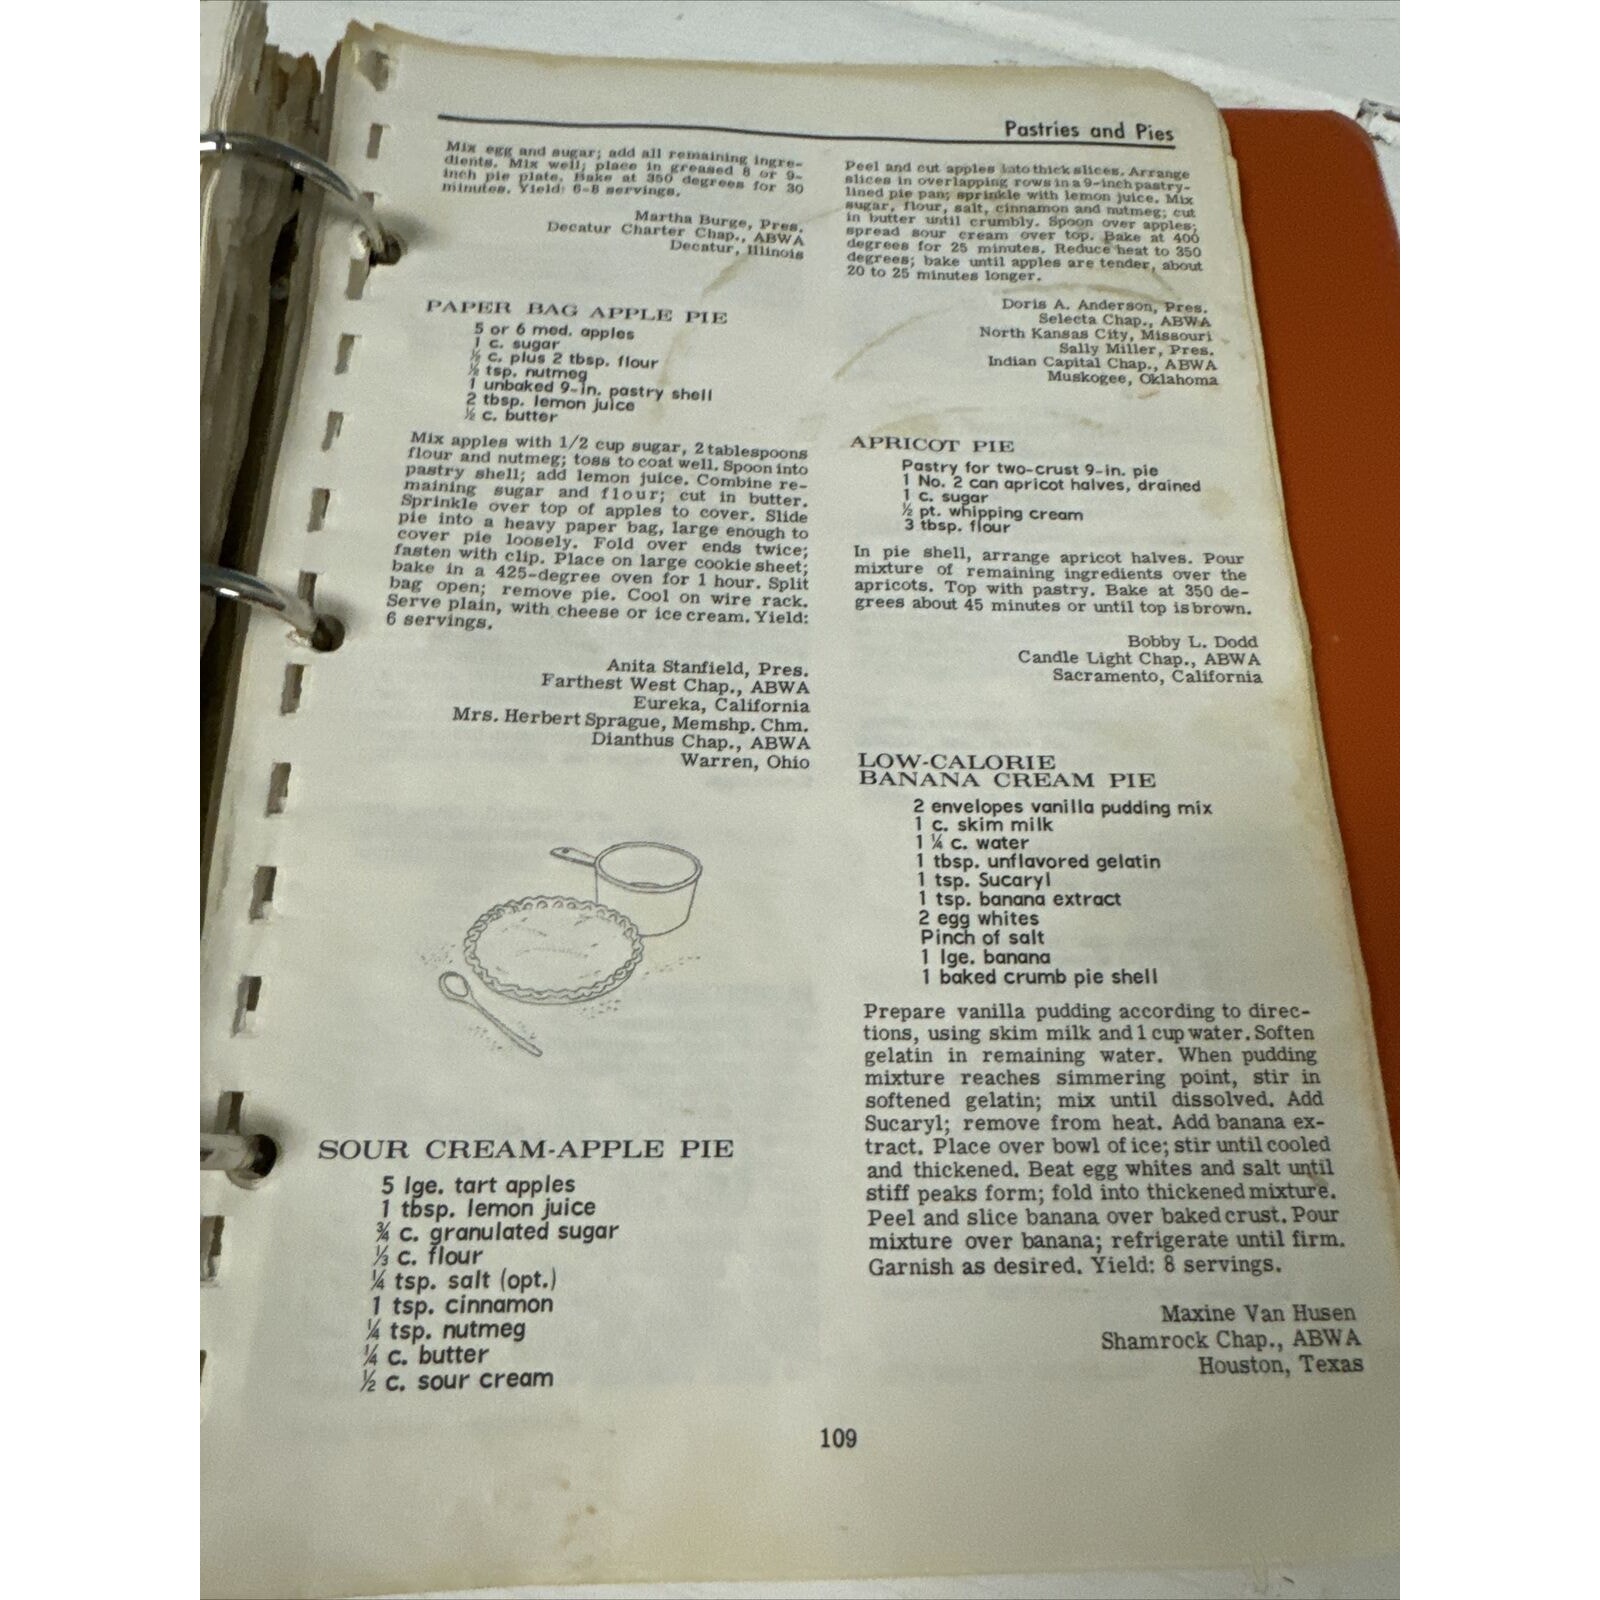 Pastries and Pies
Mix egg and sugar; add all remaining ingre-
dients. Mix well; place in greased 8 or 9-
inch pie plate. Bake at 350 degrees for 30
minutes. Yield: 6-8 servings.
Martha Burge, Pres.
Decatur Charter Chap., ABWA
Decatur, Illinois
PAPER BAG APPLE PIE
5 or 6 med. apples
1 c. sugar
½ c. plus 2 tbsp. flour
½ tsp. nutmeg
1 unbaked 9-in. pastry shell
2 tbsp. lemon juice
½ c. butter
Mix apples with 1/2 cup sugar, 2 tablespoons
flour and nutmeg; toss to coat well. Spoon into
pastry shell; add lemon juice. Combine re-
maining sugar and flour; cut in butter.
Sprinkle over top of apples to cover. Slide
pie into a heavy paper bag, large enough to
cover pie loosely. Fold over ends twice;
fasten with clip. Place on large cookie sheet;
bake in a 425-degree oven for 1 hour. Split
bag open; remove pie. Cool on wire rack.
Serve plain, with cheese or ice cream. Yield:
6 servings.
Anita Stanfield, Pres.
Farthest West Chap., ABWA
Eureka, California
Mrs. Herbert Sprague, Memshp. Chm.
Dianthus Chap., ABWA
Warren, Ohio
SOUR CREAM-APPLE PIE
5 lge. tart apples
1 tbsp. lemon juice
¾ c. granulated sugar
⅓ c. flour
¼ tsp. salt (opt.)
1 tsp. cinnamon
¼ tsp. nutmeg
¼ c. butter
½ c. sour cream
Peel and cut apples into thick slices. Arrange
slices in overlapping rows in a 9-inch pastry-
lined pie pan; sprinkle with lemon juice. Mix
sugar, flour, salt, cinnamon and nutmeg; cut
in butter until crumbly. Spoon over apples;
spread sour cream over top. Bake at 400
degrees for 25 minutes. Reduce heat to 350
degrees; bake until apples are tender, about
20 to 25 minutes longer.
Doris A. Anderson, Pres.
Selecta Chap., ABWA
North Kansas City, Missouri
Sally Miller, Pres.
Indian Capital Chap., ABWA
Muskogee, Oklahoma
APRICOT PIE
Pastry for two-crust 9-in. pie
1 No. 2 can apricot halves, drained
1 c. sugar
½ pt. whipping cream
3 tbsp. flour
In pie shell, arrange apricot halves. Pour
mixture of remaining ingredients over the
apricots. Top with pastry. Bake at 350 de-
grees about 45 minutes or until top is brown.
Bobby L. Dodd
Candle Light Chap., ABWA
Sacramento, California
LOW-CALORIE
BANANA CREAM PIE
2 envelopes vanilla pudding mix
1 c. skim milk
1 ¼ c. water
1 tbsp. unflavored gelatin
1 tsp. Sucaryl
1 tsp. banana extract
2 egg whites
Pinch of salt
1 lge. banana
1 baked crumb pie shell
Prepare vanilla pudding according to direc-
tions, using skim milk and 1 cup water. Soften
gelatin in remaining water. When pudding
mixture reaches simmering point, stir in
softened gelatin; mix until dissolved. Add
Sucaryl; remove from heat. Add banana ex-
tract. Place over bowl of ice; stir until cooled
and thickened. Beat egg whites and salt until
stiff peaks form; fold into thickened mixture.
Peel and slice banana over baked crust. Pour
mixture over banana; refrigerate until firm.
Garnish as desired. Yield: 8 servings.
Maxine Van Husen
Shamrock Chap., ABWA
Houston, Texas
109